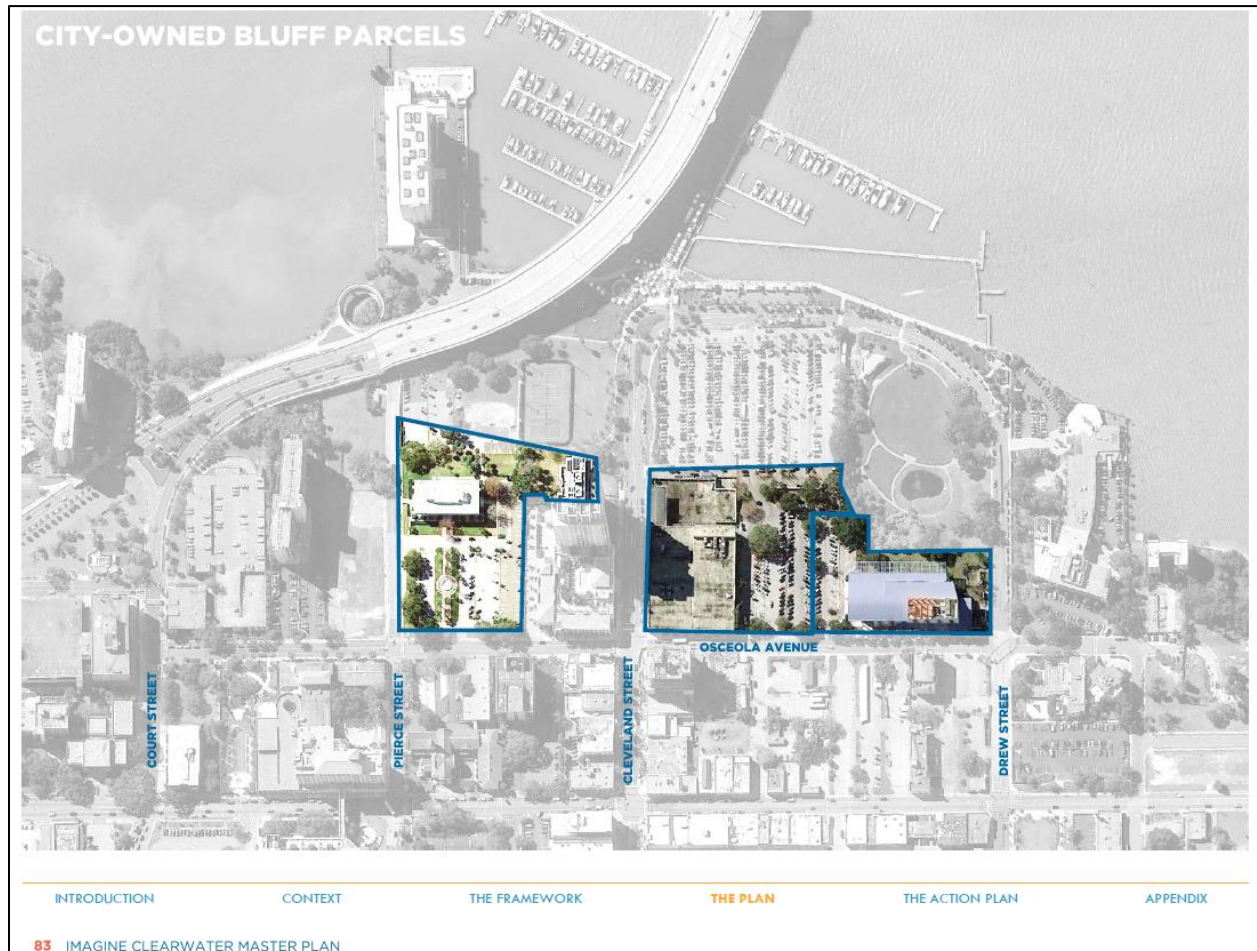 CITY-OWNED BLUFF PARCELS
OSCEOLA AVENUE
COURT STREET
PIERCE STREET
CLEVELAND STREET
DREW STREET
INTRODUCTION
CONTEXT
THE FRAMEWORK
THE PLAN
THE ACTION PLAN
APPENDIX
83 IMAGINE CLEARWATER MASTER PLAN